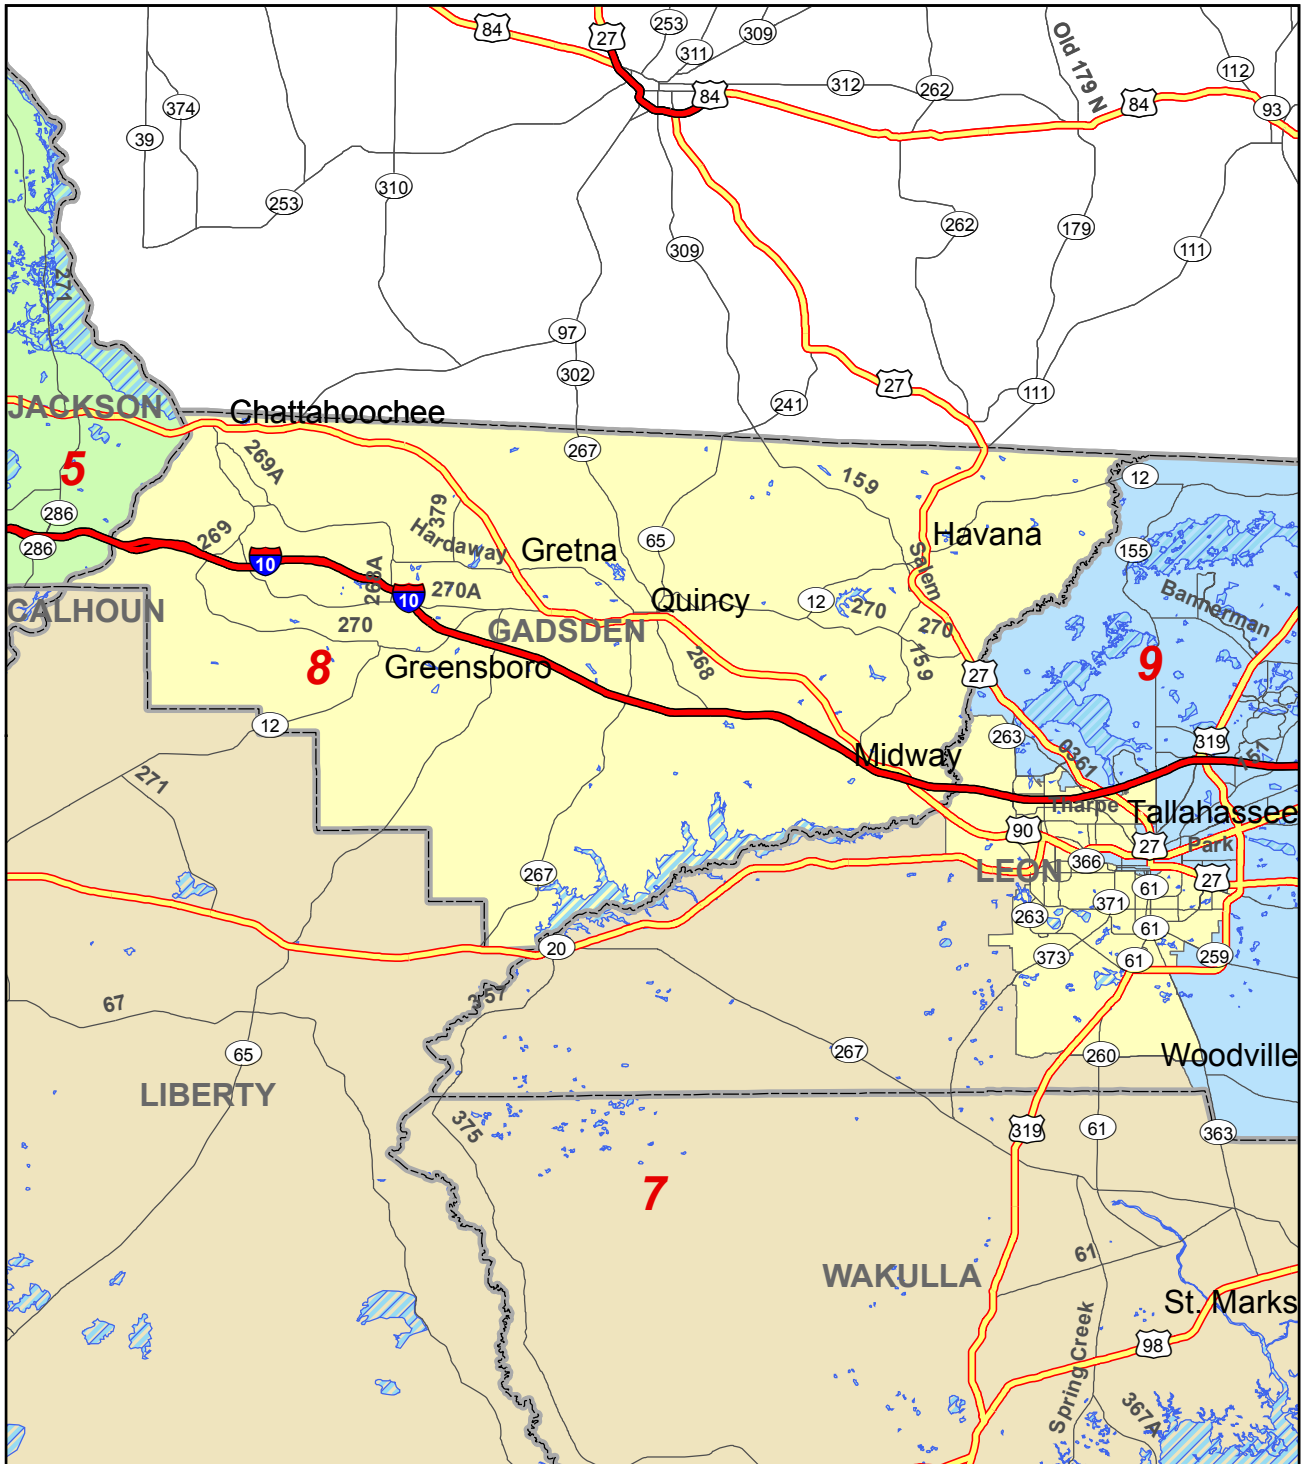 84
27
253
311
309
84
312
262
Old 179 N
84
112
93
374
39
253
310
262
179
111
309
271
97
302
27
241
111
JACKSON
Chattahoochee
5
269A
267
159
12
286
286
269
379
Hardaway
Gretna
65
Havana
155
10
10
268A
270A
Quincy
12
270
Salem
270
Bannerman
CALHOUN
270
GADSDEN
8
Greensboro
268
159
27
9
12
263
0361
319
151
271
Midway
Tharpe
Tallahassee
90
27
Park
366
LEON
267
61
27
371
263
61
20
373
61
259
357
67
65
267
260
Woodville
LIBERTY
375
319
61
363
7
61
WAKULLA
St. Marks
98
Spring Creek
367A